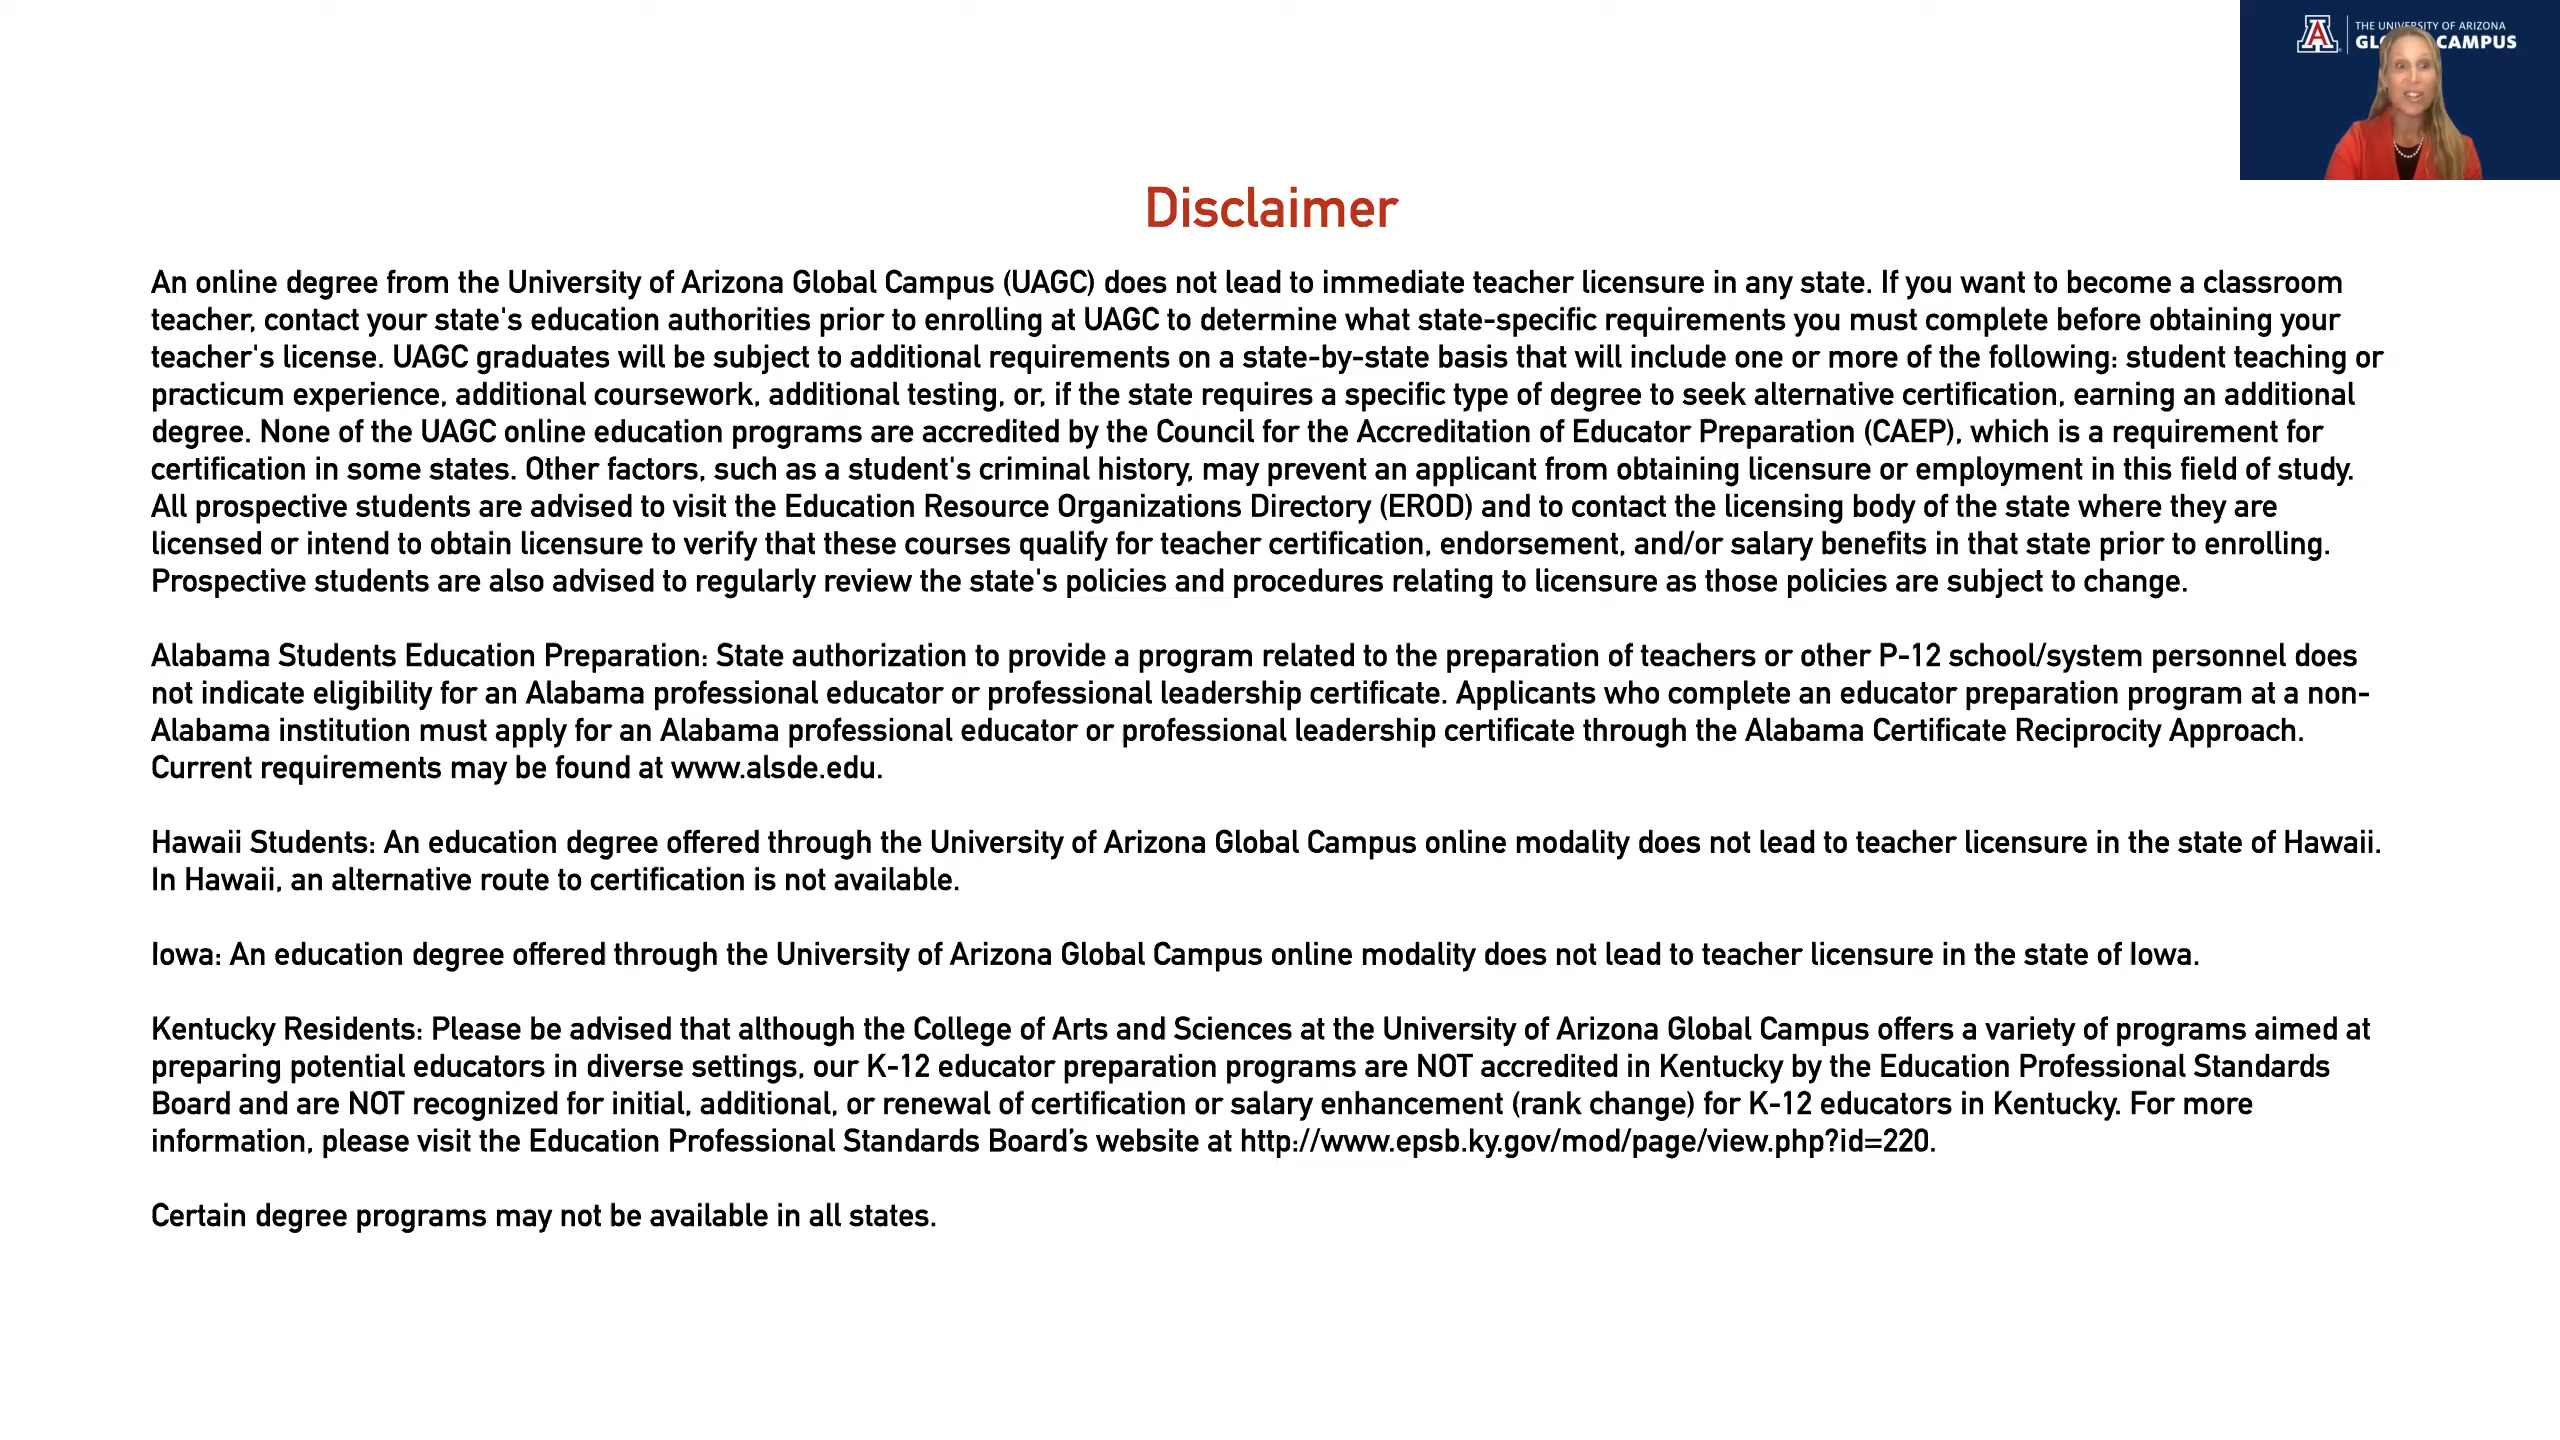 THE UNIVERSITY OF ARIZONA
CAMPUS
Disclaimer
An online degree from the University of Arizona Global Campus (UAGC) does not lead to immediate teacher licensure in any state. If you want to become a classroom
teacher, contact your state's education authorities prior to enrolling at UAGC to determine what state-specific requirements you must complete before obtaining your
teacher's license. UAGC graduates will be subject to additional requirements on a state-by-state basis that will include one or more of the following: student teaching or
practicum experience, additional coursework, additional testing, or, if the state requires a specific type of degree to seek alternative certification, earning an additional
degree. None of the UAGC online education programs are accredited by the Council for the Accreditation of Educator Preparation (CAEP), which is a requirement for
certification in some states. Other factors, such as a student's criminal history, may prevent an applicant from obtaining licensure or employment in this field of study.
All prospective students are advised to visit the Education Resource Organizations Directory (EROD) and to contact the licensing body of the state where they are
licensed or intend to obtain licensure to verify that these courses qualify for teacher certification, endorsement, and/or salary benefits in that state prior to enrolling.
Prospective students are also advised to regularly review the state's policies and procedures relating to licensure as those policies are subject to change.
Alabama Students Education Preparation: State authorization to provide a program related to the preparation of teachers or other P-12 school/system personnel does
not indicate eligibility for an Alabama professional educator or professional leadership certificate. Applicants who complete an educator preparation program at a non-
Alabama institution must apply for an Alabama professional educator or professional leadership certificate through the Alabama Certificate Reciprocity Approach.
Current requirements may be found at www.alsde.edu.
Hawaii Students: An education degree offered through the University of Arizona Global Campus online modality does not lead to teacher licensure in the state of Hawaii.
In Hawaii, an alternative route to certification is not available.
Iowa: An education degree offered through the University of Arizona Global Campus online modality does not lead to teacher licensure in the state of Iowa.
Kentucky Residents: Please be advised that although the College of Arts and Sciences at the University of Arizona Global Campus offers a variety of programs aimed at
preparing potential educators in diverse settings, our K-12 educator preparation programs are NOT accredited in Kentucky by the Education Professional Standards
Board and are NOT recognized for initial, additional, or renewal of certification or salary enhancement (rank change) for K-12 educators in Kentucky. For more
information, please visit the Education Professional Standards Board’s website at http://www.epsb.ky.gov/mod/page/view.php?id=220.
Certain degree programs may not be available in all states.